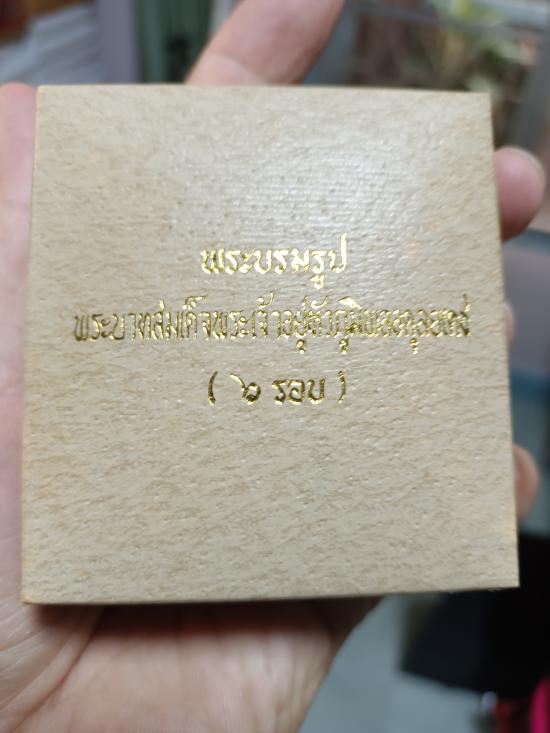 พระบรมรูป
พระบาทสมเด็จพระเจ้าอยู่หัวภูมิพลอดุลยเดช
( ๖ รอบ )